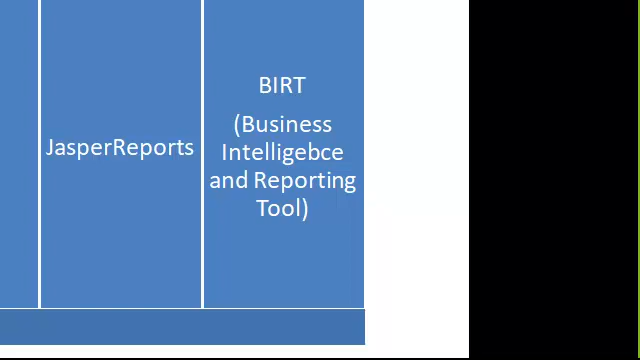 JasperReports
BIRT
(Business
Intelligebce
and Reporting
Tool)